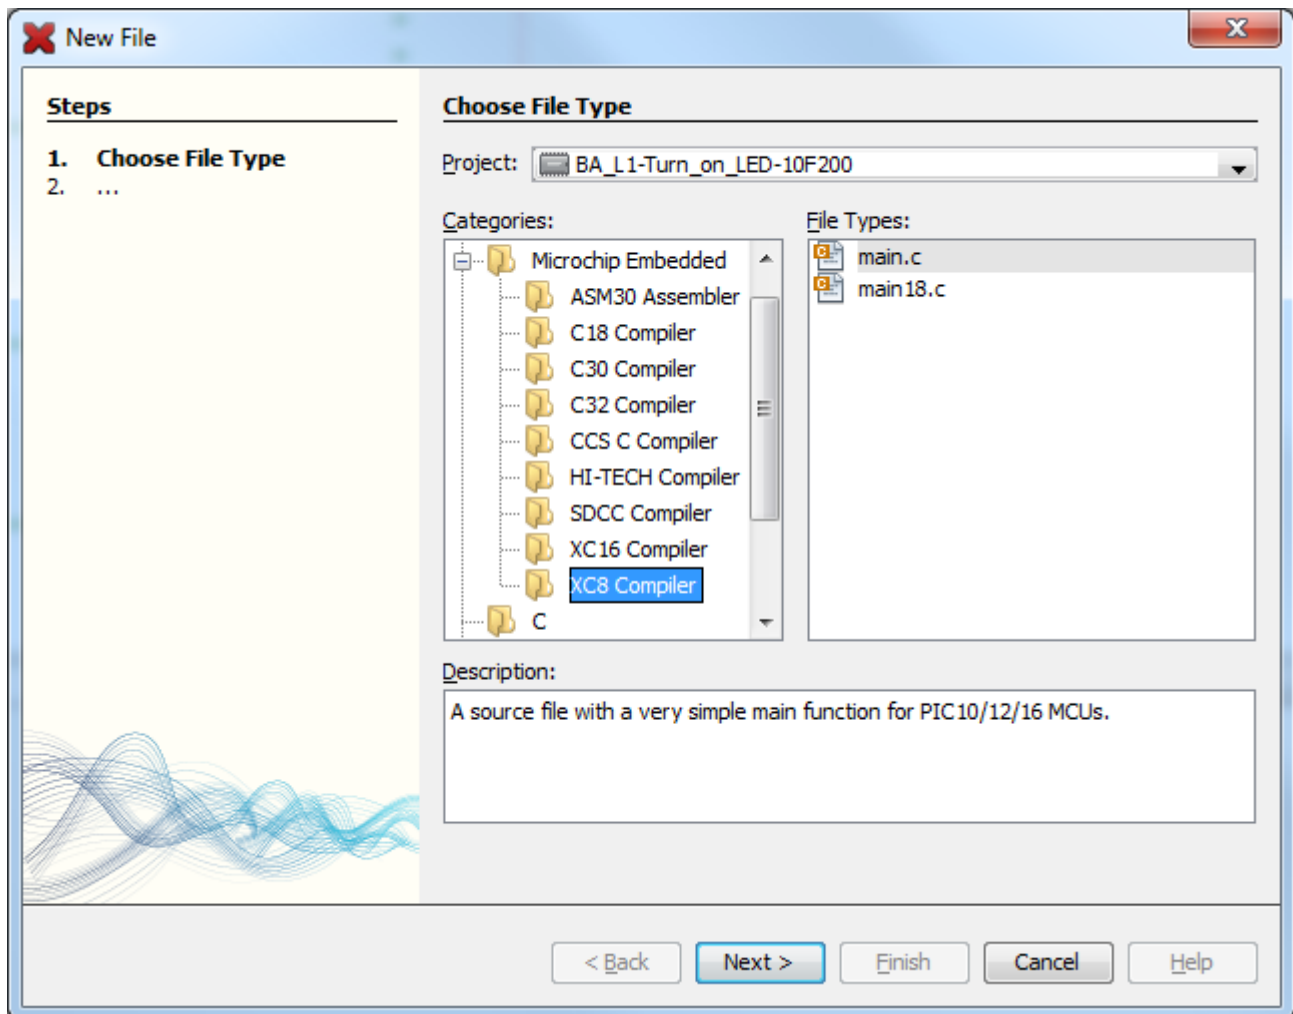 New File
Steps
1. Choose File Type
2. ...
Choose File Type
Project: BA_L1-Turn_on_LED-10F200
Categories:
Microchip Embedded
ASM30 Assembler
C18 Compiler
C30 Compiler
C32 Compiler
CCS C Compiler
HI-TECH Compiler
SDCC Compiler
XC16 Compiler
XC8 Compiler
C
File Types:
main.c
main18.c
Description:
A source file with a very simple main function for PIC10/12/16 MCUs.
< Back
Next >
Finish
Cancel
Help